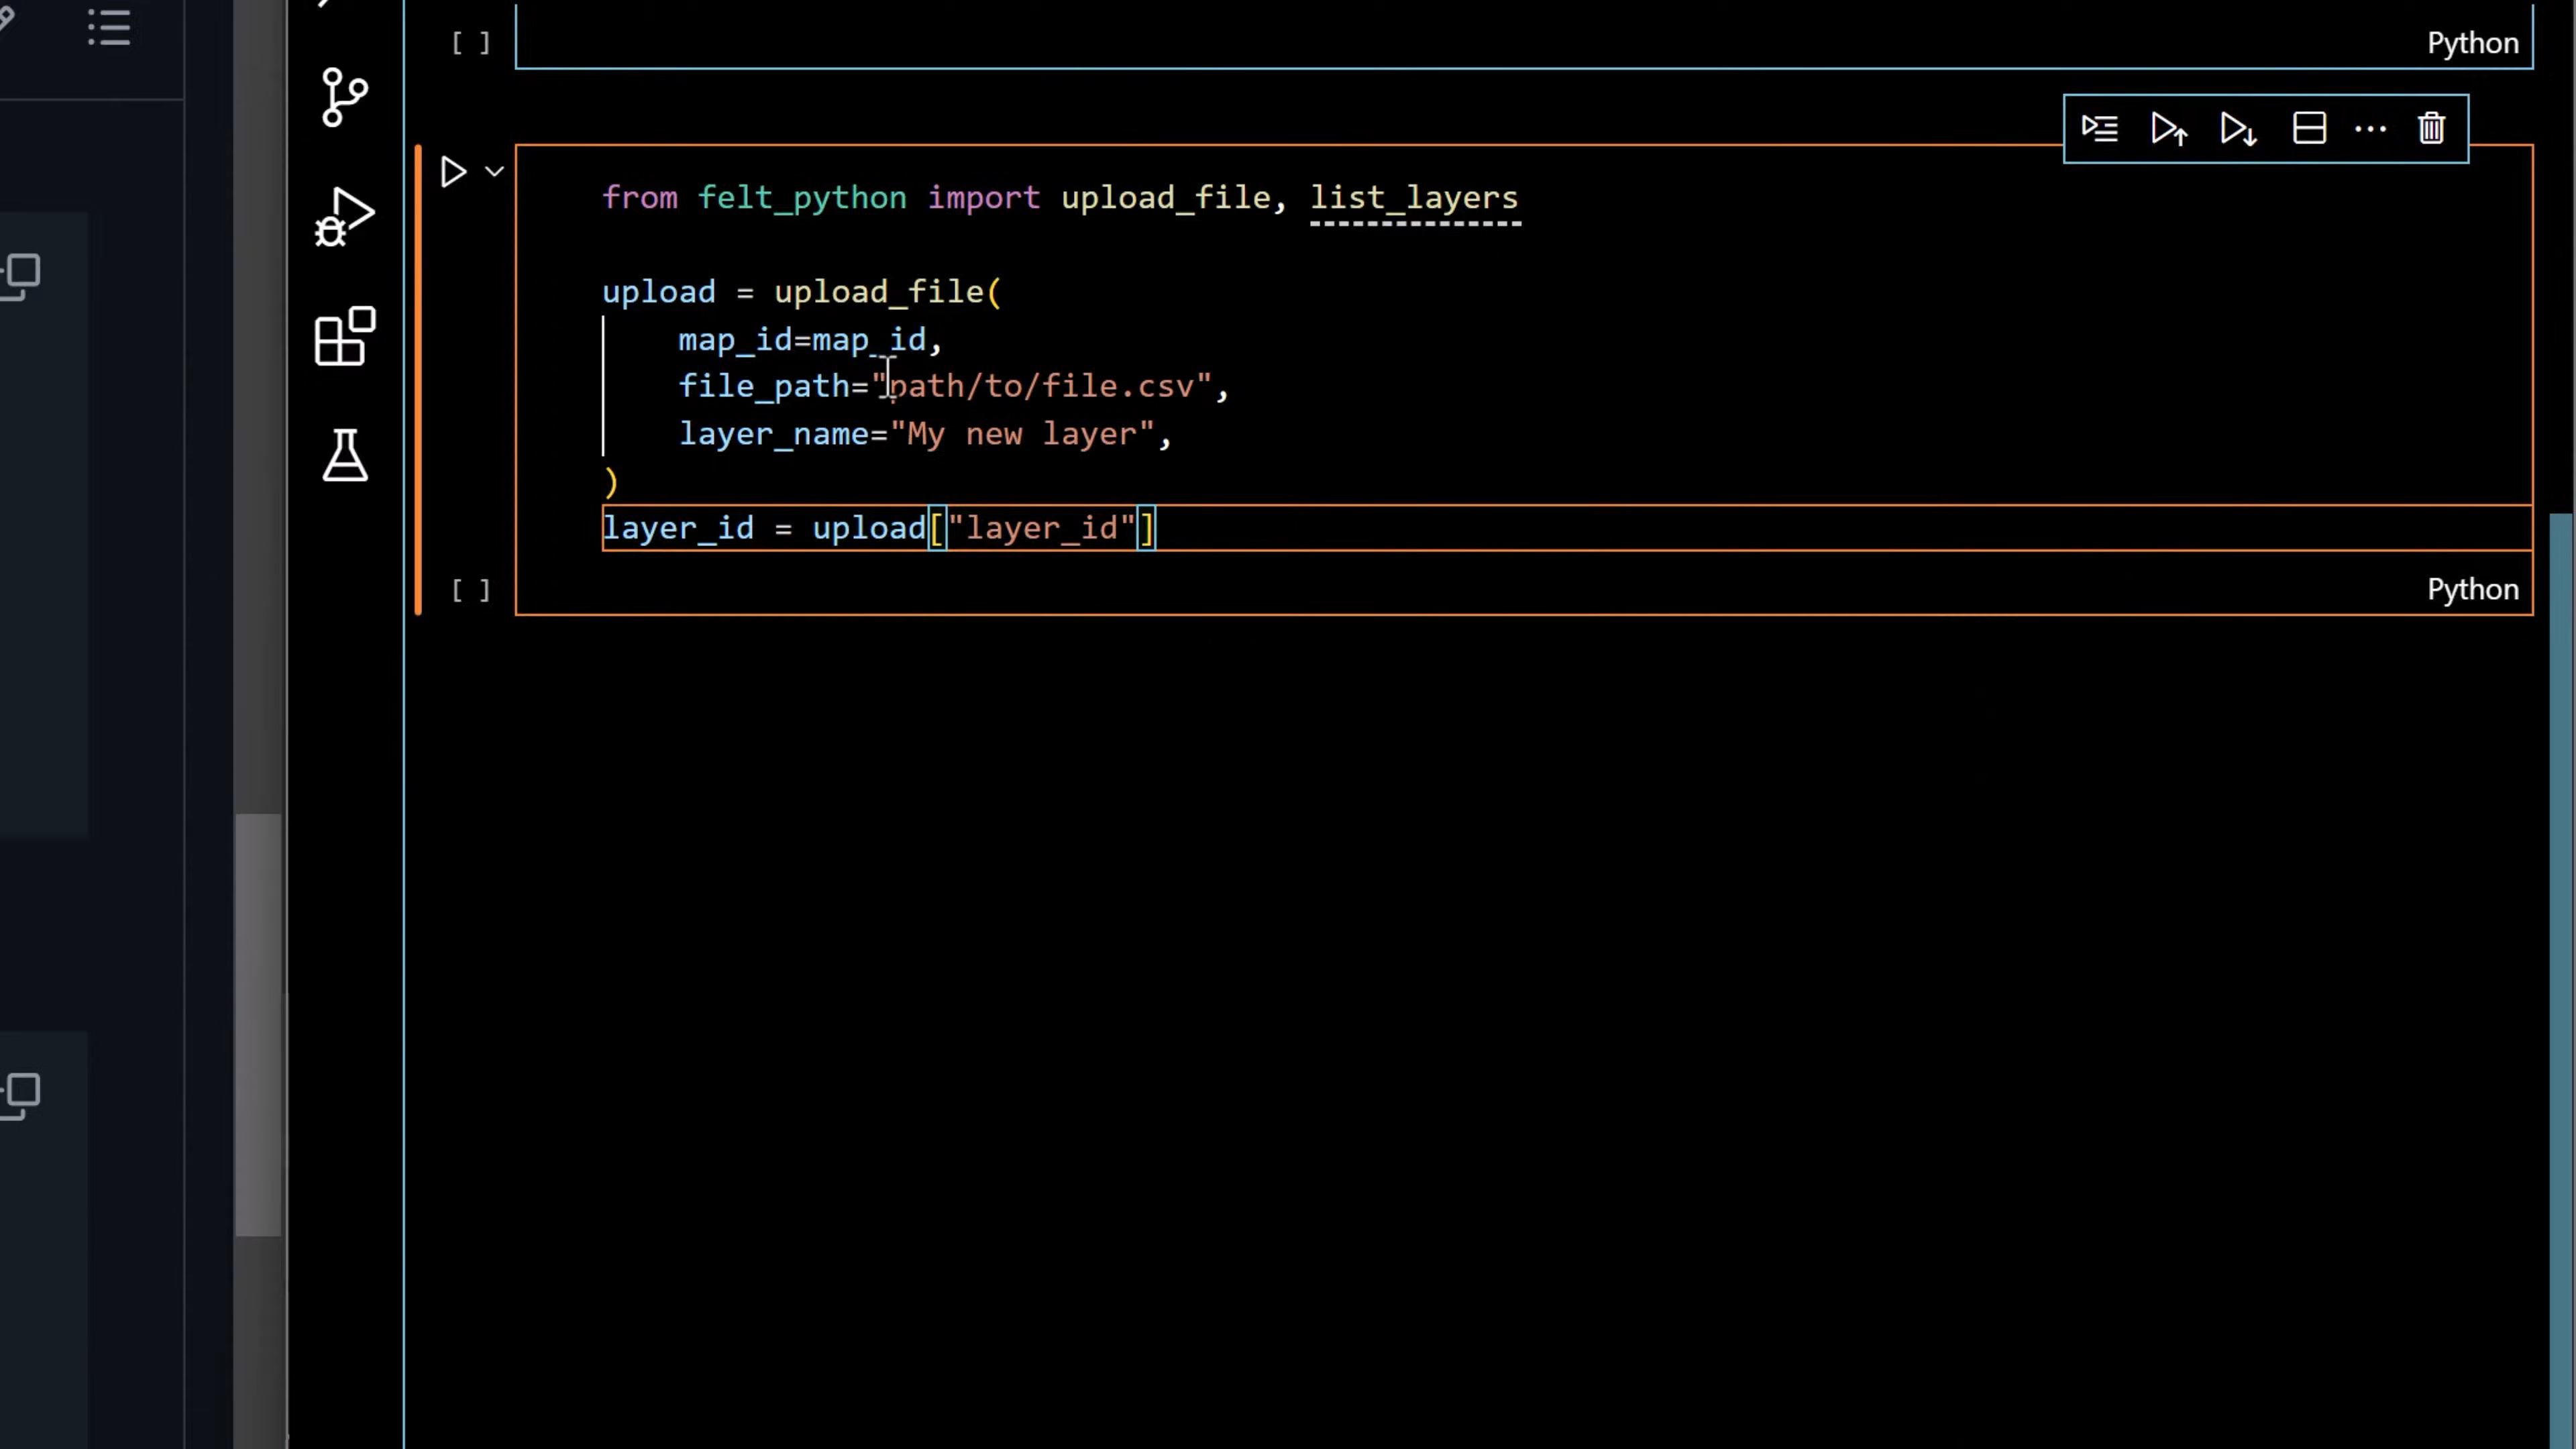 [ ]
Python
from felt_python import upload_file, list_layers
upload = upload_file(
map_id=map_id,
file_path="path/to/file.csv",
layer_name="My new layer",
)
layer_id = upload["layer_id"]
[ ]
Python